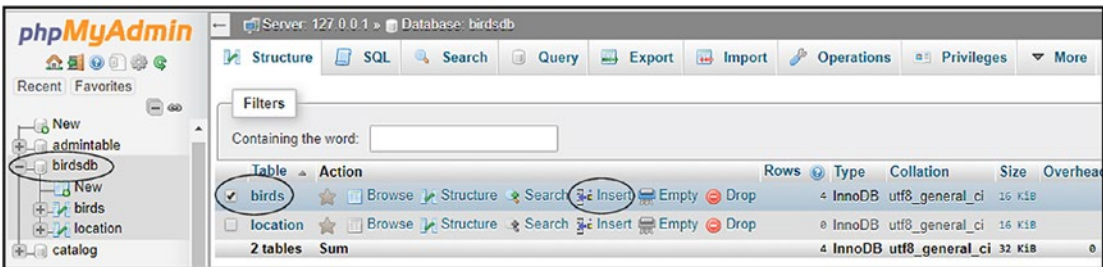 phpMyAdmin
Recent Favorites
New
admintable
birdsdb
New
birds
location
catalog
Server: 127.0.0.1 » Database: birdsdb
Structure SQL Search Query Export Import Operations Privileges More
Filters
Containing the word:
Table Action Rows Type Collation Size Overhead
birds Browse Structure Search Insert Empty Drop 4 InnoDB utf8_general_ci 16 KiB
location Browse Structure Search Insert Empty Drop 0 InnoDB utf8_general_ci 16 KiB
2 tables Sum 4 InnoDB utf8_general_ci 32 KiB 0